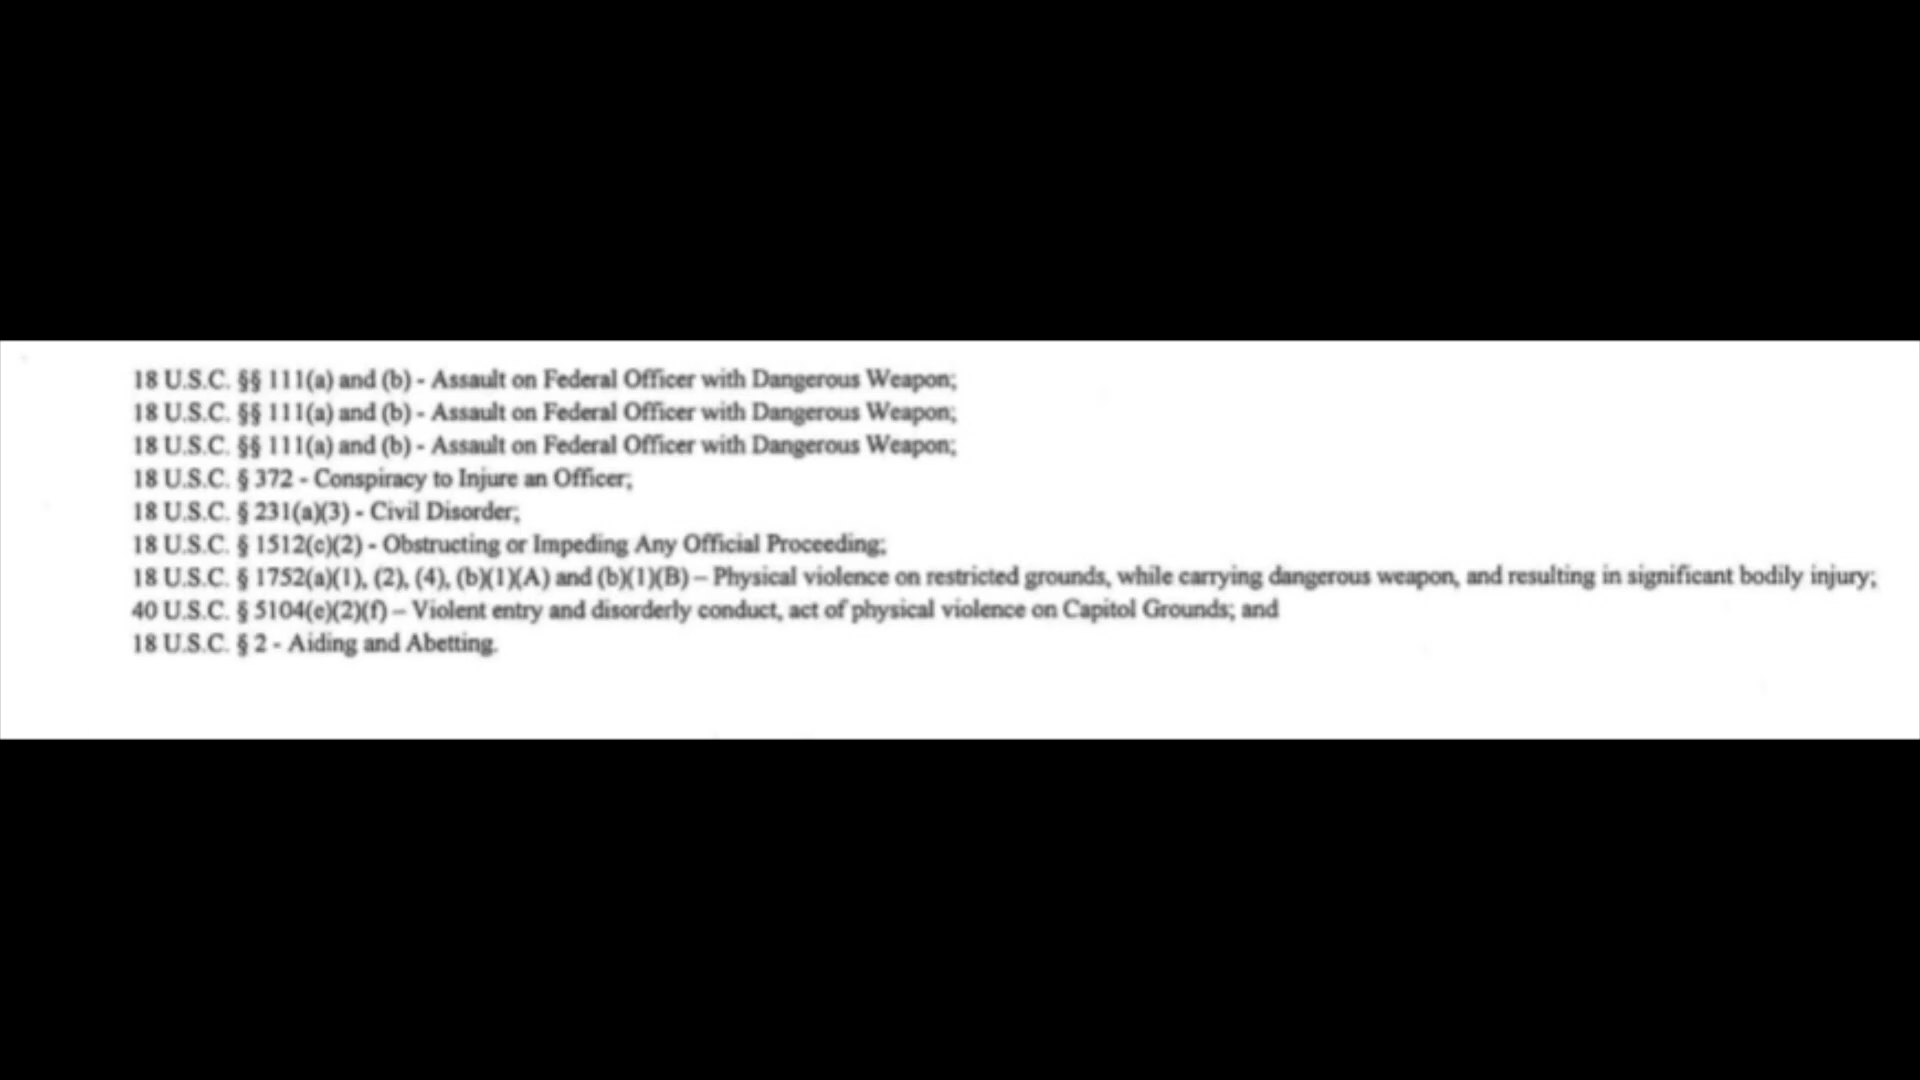 18 U.S.C. §§ 111(a) and (b) - Assault on Federal Officer with Dangerous Weapon;
18 U.S.C. §§ 111(a) and (b) - Assault on Federal Officer with Dangerous Weapon;
18 U.S.C. §§ 111(a) and (b) - Assault on Federal Officer with Dangerous Weapon;
18 U.S.C. § 372 - Conspiracy to Injure an Officer;
18 U.S.C. § 231(a)(3) - Civil Disorder;
18 U.S.C. § 1512(c)(2) - Obstructing or Impeding Any Official Proceeding;
18 U.S.C. § 1752(a)(1), (2), (4), (b)(1)(A) and (b)(1)(B) – Physical violence on restricted grounds, while carrying dangerous weapon, and resulting in significant bodily injury;
40 U.S.C. § 5104(e)(2)(f) – Violent entry and disorderly conduct, act of physical violence on Capitol Grounds; and
18 U.S.C. § 2 - Aiding and Abetting.